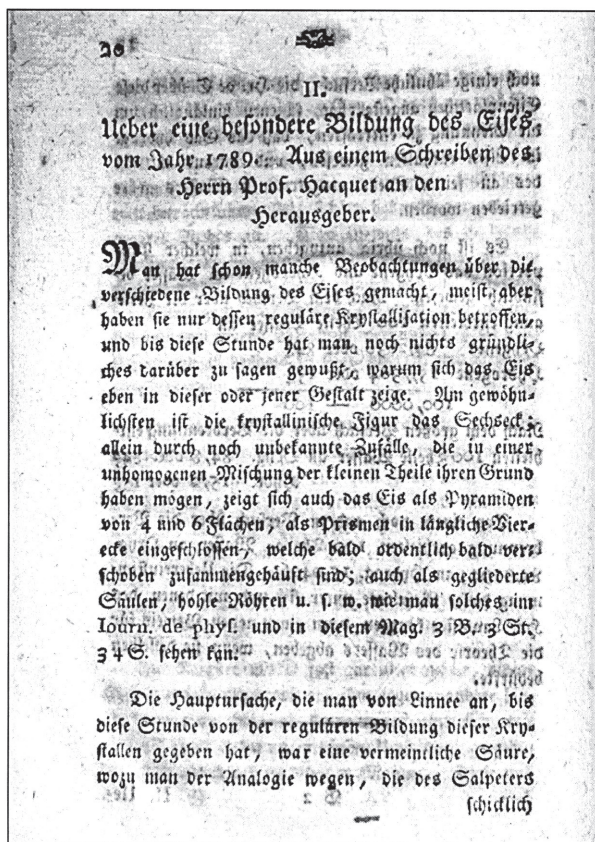 20
II.
Ueber eine besondere Bildung des Eises
vom Jahr 1789. Aus einem Schreiben des
Herrn Prof. Hacquet an den
Herausgeber.
Man hat schon manche Beobachtungen über die
verschiedene Bildung des Eises gemacht, meist aber
haben sie nur dessen reguläre Krystallisation betroffen,
und bis diese Stunde hat man noch nichts gründli-
ches darüber zu sagen gewußt, warum sich das Eis
eben in dieser oder jener Gestalt zeige. Am gewöhn-
lichsten ist die krystallinische Figur das Sechseck;
allein durch noch unbekannte Zufälle, die in einer
unhomogenen Mischung der kleinen Theile ihren Grund
haben mögen, zeigt sich auch das Eis als Pyramiden
von 4 und 6 Flächen, als Prismen in längliche Vier-
ecke eingeschlossen, welche bald ordentlich bald ver-
schoben zusammengehäuft sind; auch als gegliederte
Säulen, hohle Röhren u. s. w. wie man solches im
Iourn. de phys. und in diesem Mag. 3 B. 3 St.
34 S. sehen kan.
Die Hauptursache, die man von Linnee an, bis
diese Stunde von der regulären Bildung dieser Kry-
stallen gegeben hat, war eine vermeintliche Säure,
wozu man der Analogie wegen, die des Salpeters
schicklich